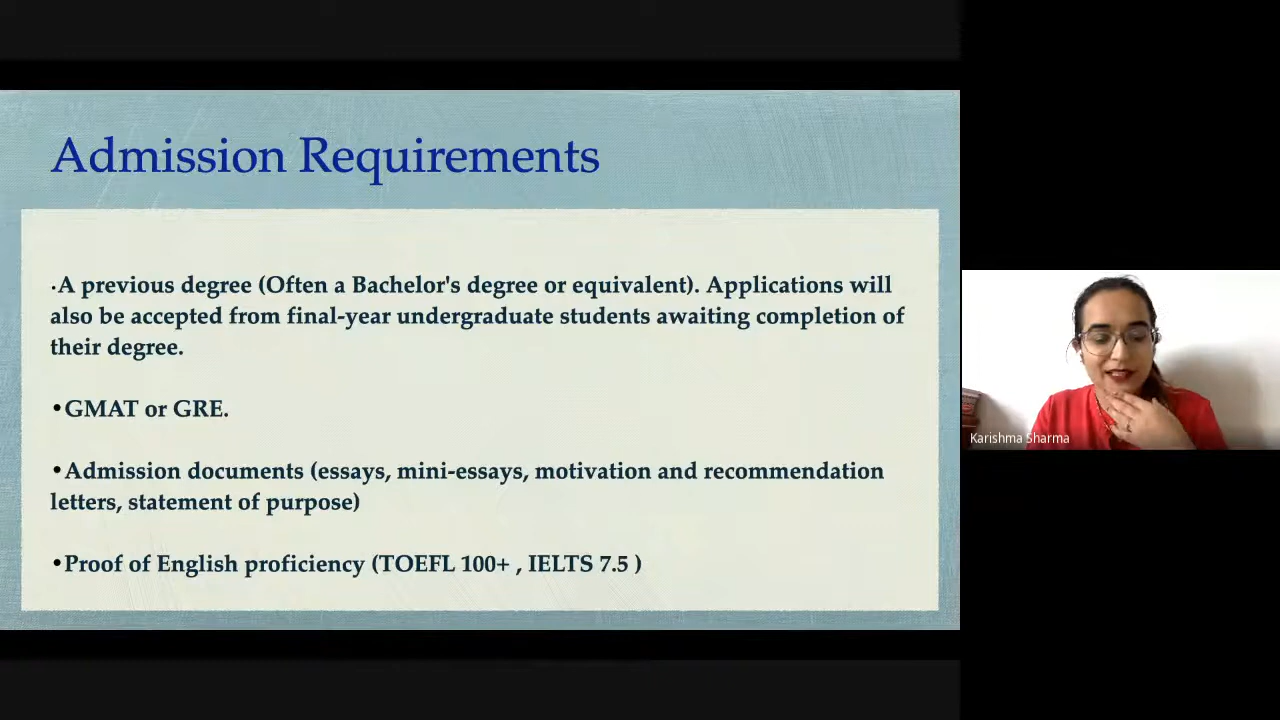 Admission Requirements
·A previous degree (Often a Bachelor's degree or equivalent). Applications will
also be accepted from final-year undergraduate students awaiting completion of
their degree.
•GMAT or GRE.
•Admission documents (essays, mini-essays, motivation and recommendation
letters, statement of purpose)
•Proof of English proficiency (TOEFL 100+ , IELTS 7.5 )
Karishma Sharma